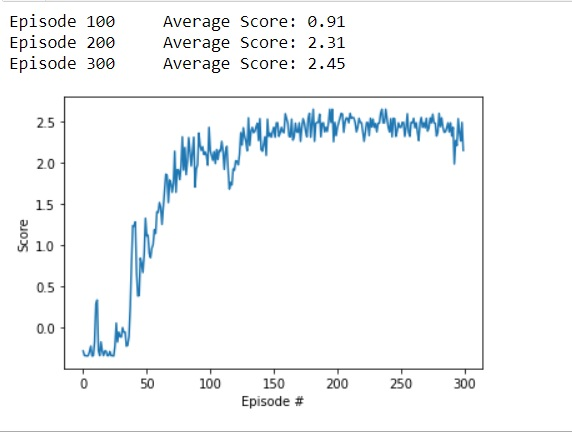 Episode 100 Average Score: 0.91
Episode 200 Average Score: 2.31
Episode 300 Average Score: 2.45
2.5
2.0
1.5
1.0
0.5
0.0
Score
0 50 100 150 200 250 300
Episode #